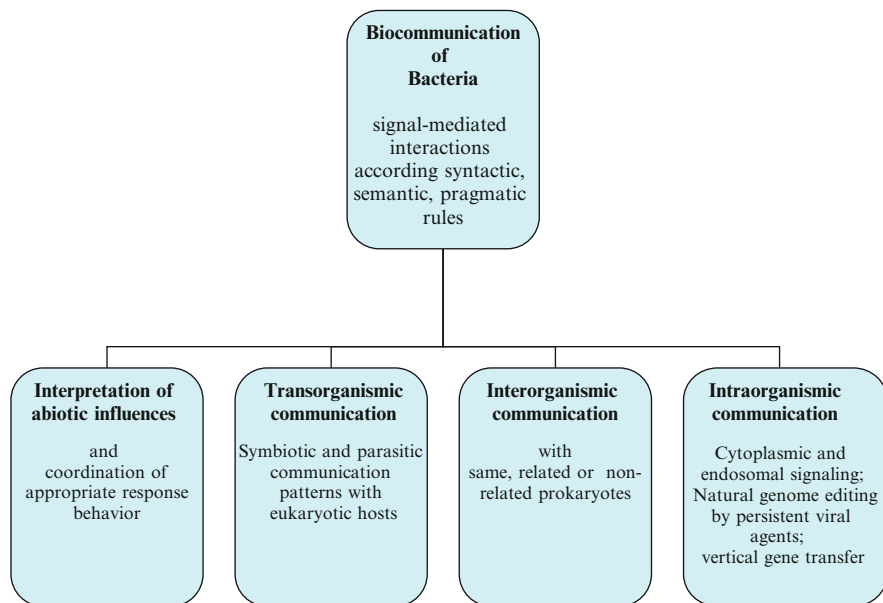 Biocommunication
of
Bacteria
signal-mediated
interactions
according syntactic,
semantic, pragmatic
rules
Interpretation of
abiotic influences
and
coordination of
appropriate response
behavior
Transorganismic
communication
Symbiotic and parasitic
communication
patterns with
eukaryotic hosts
Interorganismic
communication
with
same, related or non-
related prokaryotes
Intraorganismic
communication
Cytoplasmic and
endosomal signaling;
Natural genome editing
by persistent viral
agents;
vertical gene transfer